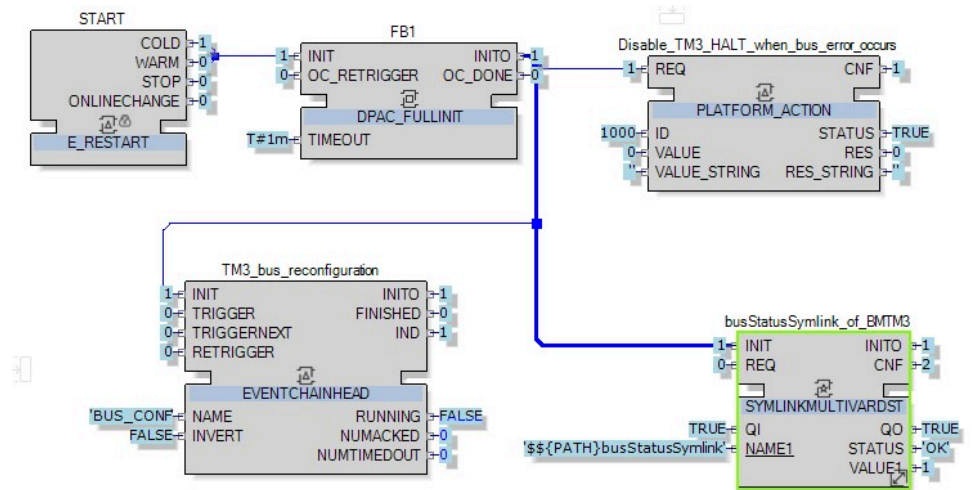 START
COLD 1
WARM 0
STOP 0
ONLINECHANGE 0
E_RESTART
FB1
1 INIT INITO 1
0 OC_RETRIGGER OC_DONE 0
DPAC_FULLINIT
T#1m TIMEOUT
Disable_TM3_HALT_when_bus_error_occurs
1 REQ CNF 1
PLATFORM_ACTION
1000 ID STATUS TRUE
0 VALUE RES 0
'' VALUE_STRING RES_STRING ''
TM3_bus_reconfiguration
1 INIT INITO 1
0 TRIGGER FINISHED 0
0 TRIGGERNEXT IND 1
0 RETRIGGER
EVENTCHAINHEAD
'BUS_CONF NAME RUNNING FALSE
FALSE INVERT NUMACKED 0
NUMTIMEDOUT 0
busStatusSymlink_of_BMTM3
1 INIT INITO 1
0 REQ CNF 2
SYMLINKMULTIVARDST
TRUE QI QO TRUE
'$${PATH}busStatusSymlink' NAME1 STATUS 'OK'
VALUE1 1